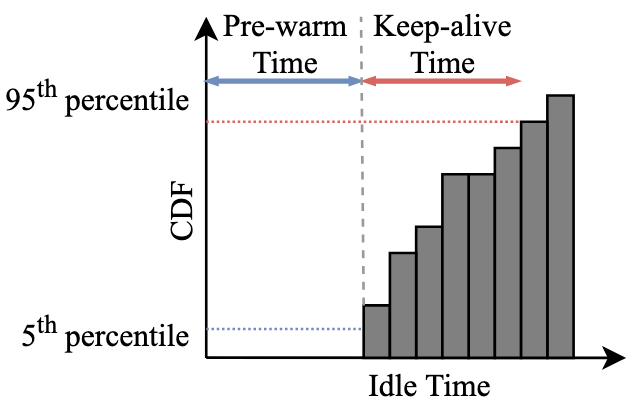 Pre-warm
Time
Keep-alive
Time
95th percentile
CDF
5th percentile
Idle Time